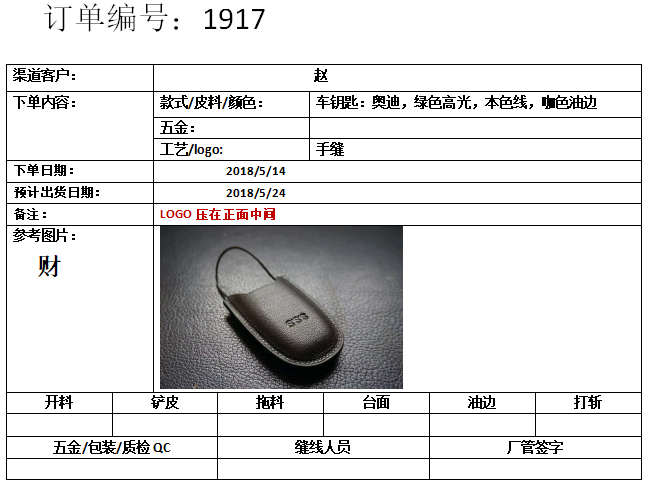 订单编号：1917
渠道客户： 赵
下单内容： 款式/皮料/颜色： 车钥匙：奥迪，绿色高光，本色线，咖色油边
五金：
工艺/logo: 手缝
下单日期： 2018/5/14
预计出货日期： 2018/5/24
备注： LOGO 压在正面中间
参考图片：
财
SSS
开料 铲皮 拖料 台面 油边 打斩
五金/包装/质检 QC 缝线人员 厂管签字